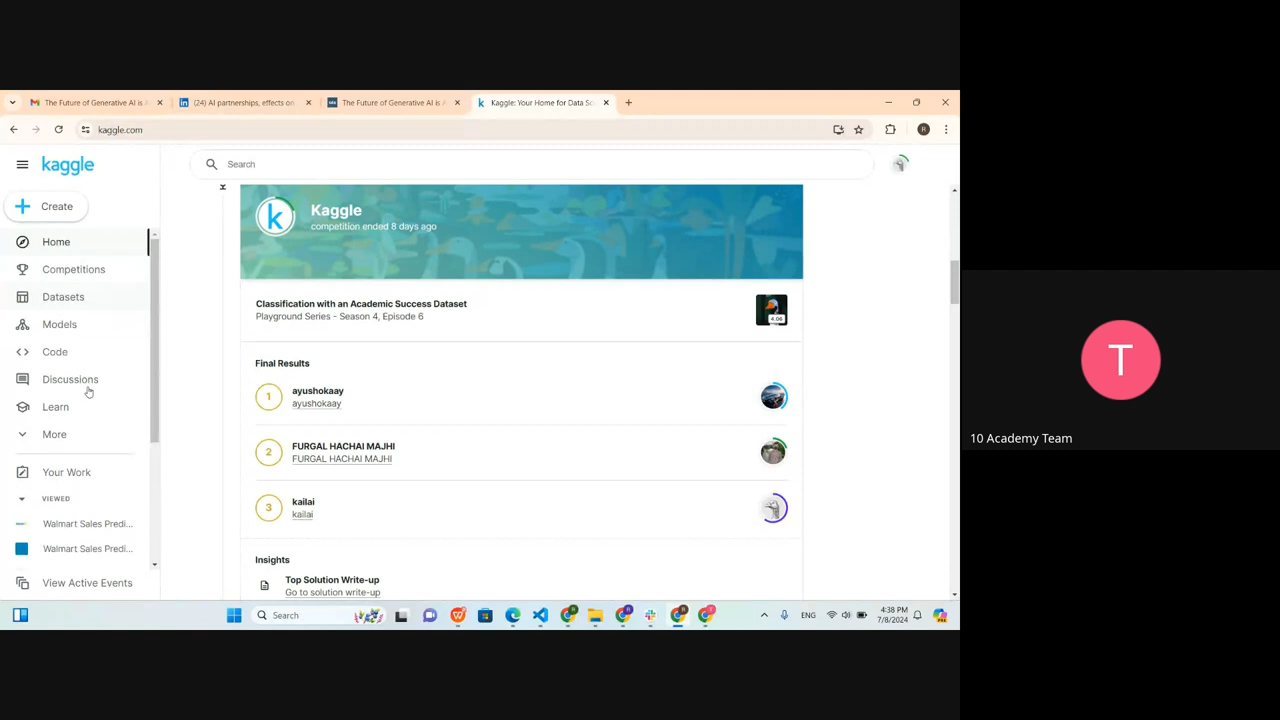 The Future of Generative AI is
(24) AI partnerships, effects on
The Future of Generative AI is
Kaggle: Your Home for Data Sc
kaggle.com
R
kaggle
Search
Create
Home
Competitions
Datasets
Models
Code
Discussions
Learn
More
Your Work
VIEWED
Walmart Sales Predi...
Walmart Sales Predi...
View Active Events
k
Kaggle
competition ended 8 days ago
Classification with an Academic Success Dataset
Playground Series - Season 4, Episode 6
4.06
Final Results
1
ayushokaay
ayushokaay
2
FURGAL HACHAI MAJHI
FURGAL HACHAI MAJHI
3
kailai
kailai
Insights
Top Solution Write-up
Go to solution write-up
Search
ENG
4:38 PM
7/8/2024
T
10 Academy Team